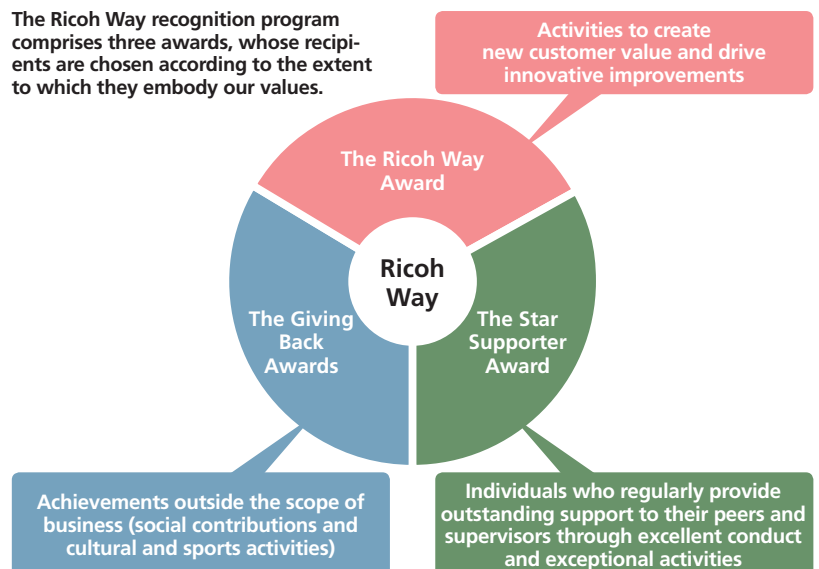 The Ricoh Way recognition program
comprises three awards, whose recipi-
ents are chosen according to the extent
to which they embody our values.
Activities to create
new customer value and drive
innovative improvements
The Ricoh Way
Award
Ricoh
Way
The Giving
Back
Awards
The Star
Supporter
Award
Achievements outside the scope of
business (social contributions and
cultural and sports activities)
Individuals who regularly provide
outstanding support to their peers and
supervisors through excellent conduct
and exceptional activities